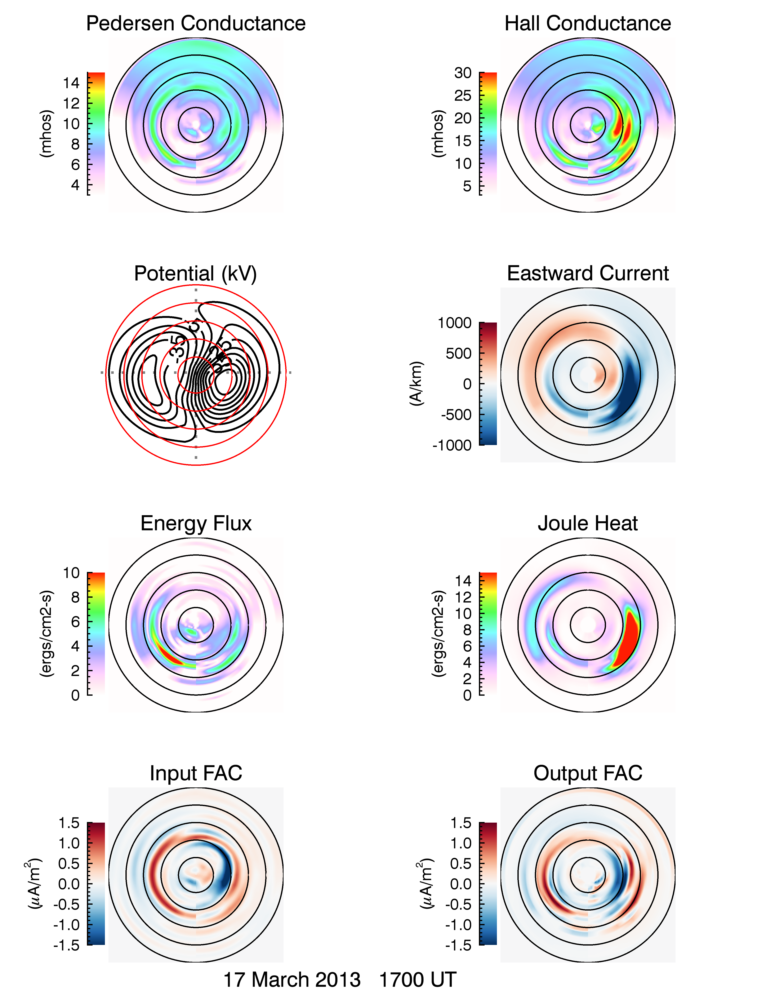 Pedersen Conductance
Hall Conductance
14
12
10
8
6
4
(mhos)
30
25
20
15
10
5
(mhos)
Potential (kV)
Eastward Current
-35
1000
500
0
-500
-1000
(A/km)
Energy Flux
Joule Heat
10
8
6
4
2
0
(ergs/cm2-s)
14
12
10
8
6
4
2
0
(ergs/cm2-s)
Input FAC
Output FAC
1.5
1.0
0.5
0.0
-0.5
-1.0
-1.5
(μA/m²)
1.5
1.0
0.5
0.0
-0.5
-1.0
-1.5
(μA/m²)
17 March 2013 1700 UT